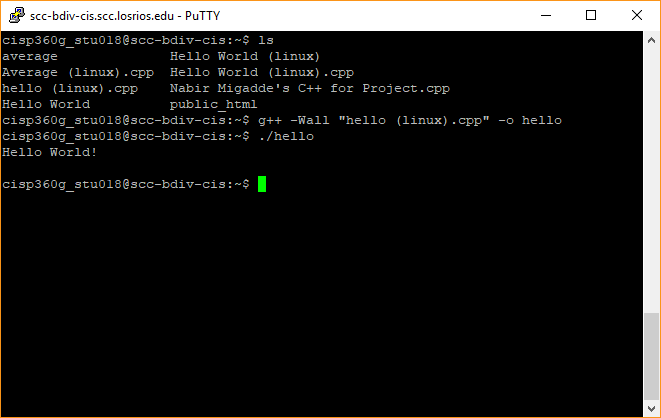 scc-bdiv-cis.scc.losrios.edu - PuTTY
cisp360g_stu018@scc-bdiv-cis:~$ ls
average              Hello World (linux)
Average (linux).cpp  Hello World (linux).cpp
hello (linux).cpp    Nabir Migadde's C++ for Project.cpp
Hello World          public_html
cisp360g_stu018@scc-bdiv-cis:~$ g++ -Wall "hello (linux).cpp" -o hello
cisp360g_stu018@scc-bdiv-cis:~$ ./hello
Hello World!
cisp360g_stu018@scc-bdiv-cis:~$